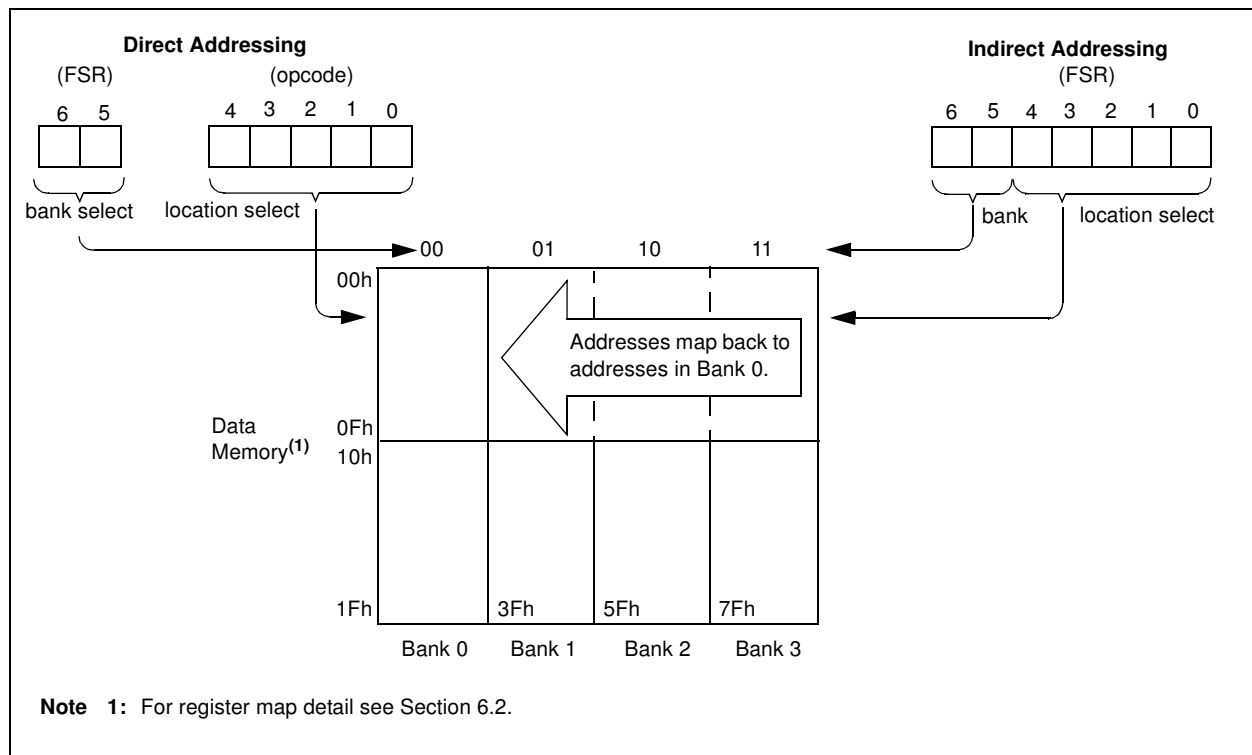 Direct Addressing
(FSR) (opcode)
6 5 4 3 2 1 0
bank select location select
Indirect Addressing
(FSR)
6 5 4 3 2 1 0
bank location select
00 01 10 11
00h
Addresses map back to
addresses in Bank 0.
Data
Memory(1)
0Fh
10h
1Fh 3Fh 5Fh 7Fh
Bank 0 Bank 1 Bank 2 Bank 3
Note 1: For register map detail see Section 6.2.